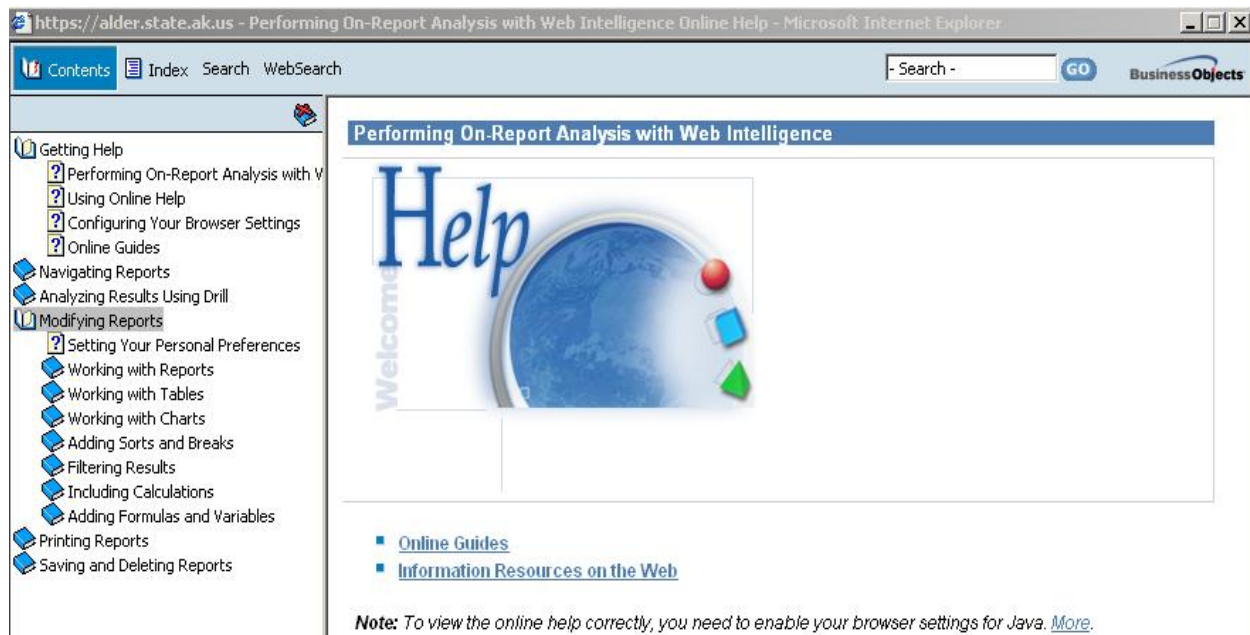 https://alder.state.ak.us - Performing On-Report Analysis with Web Intelligence Online Help - Microsoft Internet Explorer
Contents Index Search WebSearch - Search - GO BusinessObjects
Getting Help
Performing On-Report Analysis with W
Using Online Help
Configuring Your Browser Settings
Online Guides
Navigating Reports
Analyzing Results Using Drill
Modifying Reports
Setting Your Personal Preferences
Working with Reports
Working with Tables
Working with Charts
Adding Sorts and Breaks
Filtering Results
Including Calculations
Adding Formulas and Variables
Printing Reports
Saving and Deleting Reports
Performing On-Report Analysis with Web Intelligence
Help
Welcome
Online Guides
Information Resources on the Web
Note: To view the online help correctly, you need to enable your browser settings for Java. More.